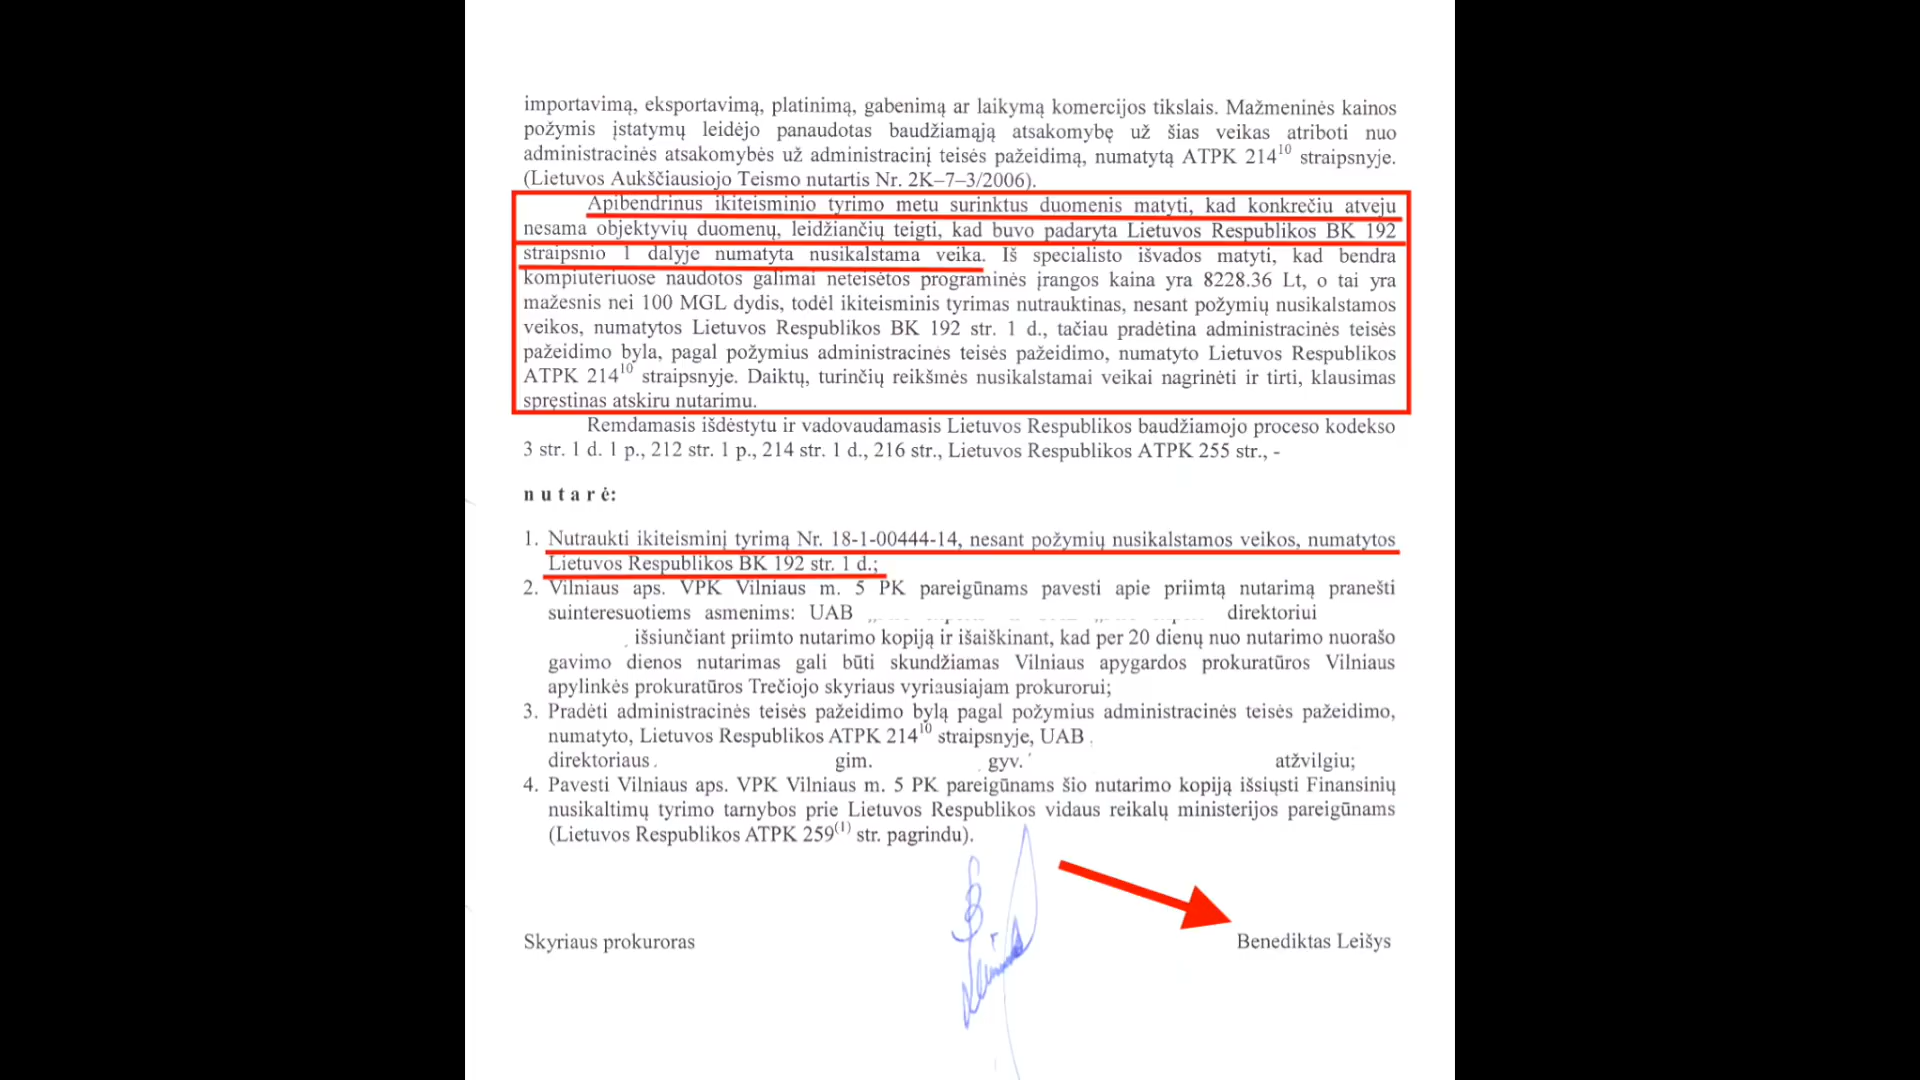 importavimą, eksportavimą, platinimą, gabenimą ar laikymą komercijos tikslais. Mažmeninės kainos
požymis įstatymų leidėjo panaudotas baudžiamąją atsakomybę už šias veikas atriboti nuo
administracinės atsakomybės už administracinį teisės pažeidimą, numatytą ATPK 214¹⁰ straipsnyje.
(Lietuvos Aukščiausiojo Teismo nutartis Nr. 2K–7–3/2006).
Apibendrinus ikiteisminio tyrimo metu surinktus duomenis matyti, kad konkrečiu atveju
nesama objektyvių duomenų, leidžiančių teigti, kad buvo padaryta Lietuvos Respublikos BK 192
straipsnio 1 dalyje numatyta nusikalstama veika. Iš specialisto išvados matyti, kad bendra
kompiuteriuose naudotos galimai neteisėtos programinės įrangos kaina yra 8228.36 Lt, o tai yra
mažesnis nei 100 MGL dydis, todėl ikiteisminis tyrimas nutrauktinas, nesant požymių nusikalstamos
veikos, numatytos Lietuvos Respublikos BK 192 str. 1 d., tačiau pradėtina administracinės teisės
pažeidimo byla, pagal požymius administracinės teisės pažeidimo, numatyto Lietuvos Respublikos
ATPK 214¹⁰ straipsnyje. Daiktų, turinčių reikšmės nusikalstamai veikai nagrinėti ir tirti, klausimas
spręstinas atskiru nutarimu.
Remdamasis išdėstytu ir vadovaudamasis Lietuvos Respublikos baudžiamojo proceso kodekso
3 str. 1 d. 1 p., 212 str. 1 p., 214 str. 1 d., 216 str., Lietuvos Respublikos ATPK 255 str., -
n u t a r ė:
1. Nutraukti ikiteisminį tyrimą Nr. 18-1-00444-14, nesant požymių nusikalstamos veikos, numatytos
Lietuvos Respublikos BK 192 str. 1 d.;
2. Vilniaus aps. VPK Vilniaus m. 5 PK pareigūnams pavesti apie priimtą nutarimą pranešti
suinteresuotiems asmenims: UAB direktoriui
išsiunčiant priimto nutarimo kopiją ir išaiškinant, kad per 20 dienų nuo nutarimo nuorašo
gavimo dienos nutarimas gali būti skundžiamas Vilniaus apygardos prokuratūros Vilniaus
apylinkės prokuratūros Trečiojo skyriaus vyriausiajam prokurorui;
3. Pradėti administracinės teisės pažeidimo bylą pagal požymius administracinės teisės pažeidimo,
numatyto, Lietuvos Respublikos ATPK 214¹⁰ straipsnyje, UAB
direktoriaus gim. gyv. atžvilgiu;
4. Pavesti Vilniaus aps. VPK Vilniaus m. 5 PK pareigūnams šio nutarimo kopiją išsiųsti Finansinių
nusikaltimų tyrimo tarnybos prie Lietuvos Respublikos vidaus reikalų ministerijos pareigūnams
(Lietuvos Respublikos ATPK 259⁽¹⁾ str. pagrindu).
Skyriaus prokuroras Benediktas Leišys